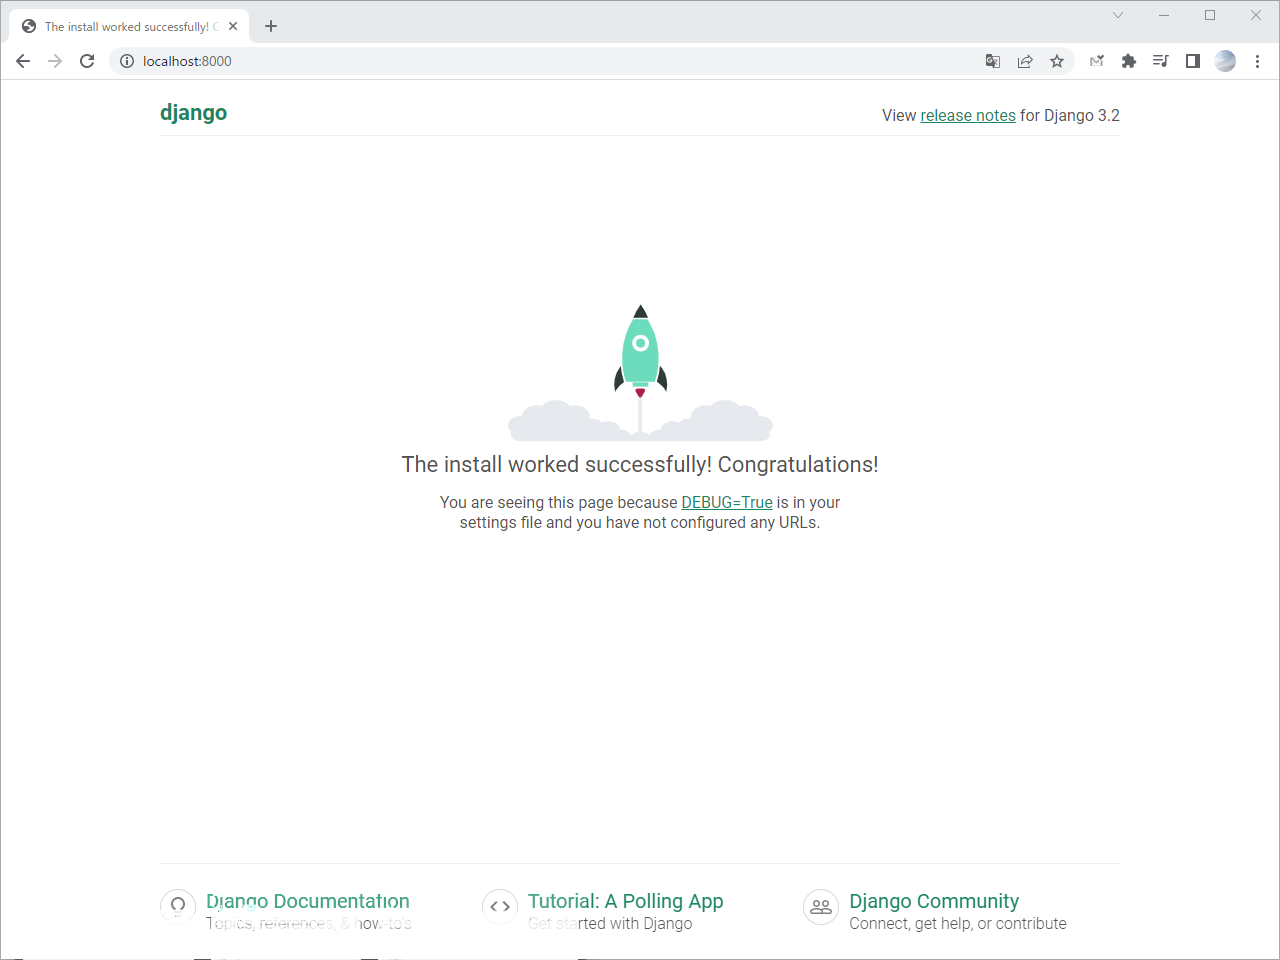 The install worked successfully! C
localhost:8000
django
View release notes for Django 3.2
The install worked successfully! Congratulations!
You are seeing this page because DEBUG=True is in your
settings file and you have not configured any URLs.
Django Documentation
Topics, references, & how-to's
Tutorial: A Polling App
Get started with Django
Django Community
Connect, get help, or contribute